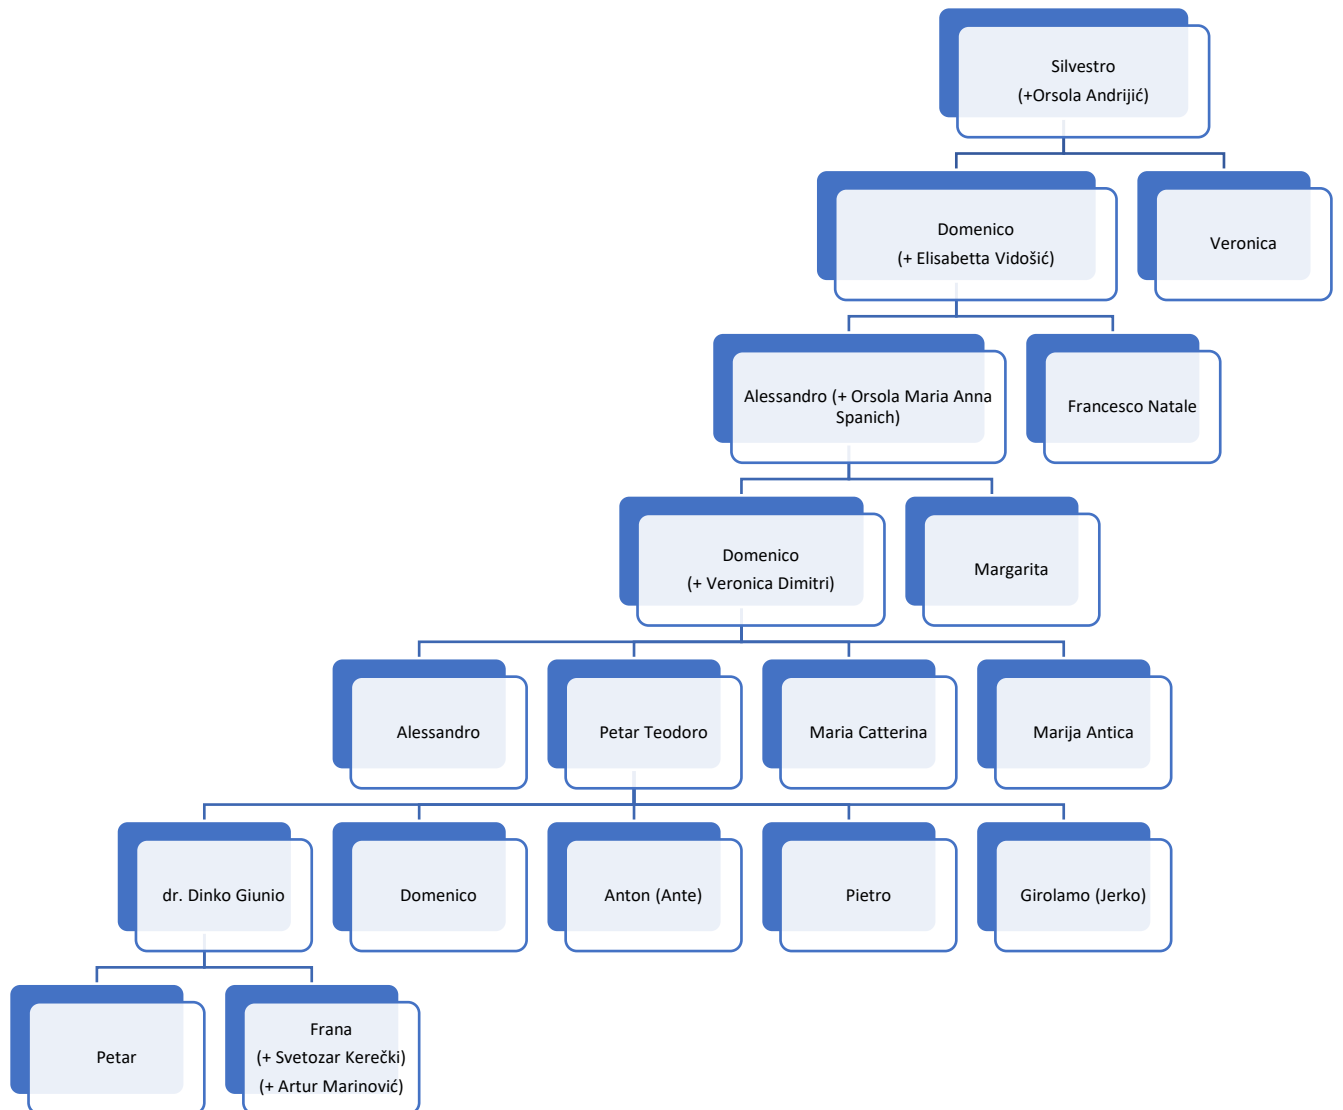 Silvestro
(+Orsola Andrijić)
Domenico
(+ Elisabetta Vidošić)
Veronica
Alessandro (+ Orsola Maria Anna
Spanich)
Francesco Natale
Domenico
(+ Veronica Dimitri)
Margarita
Alessandro
Petar Teodoro
Maria Catterina
Marija Antica
dr. Dinko Giunio
Domenico
Anton (Ante)
Pietro
Girolamo (Jerko)
Petar
Frana
(+ Svetozar Kerečki)
(+ Artur Marinović)